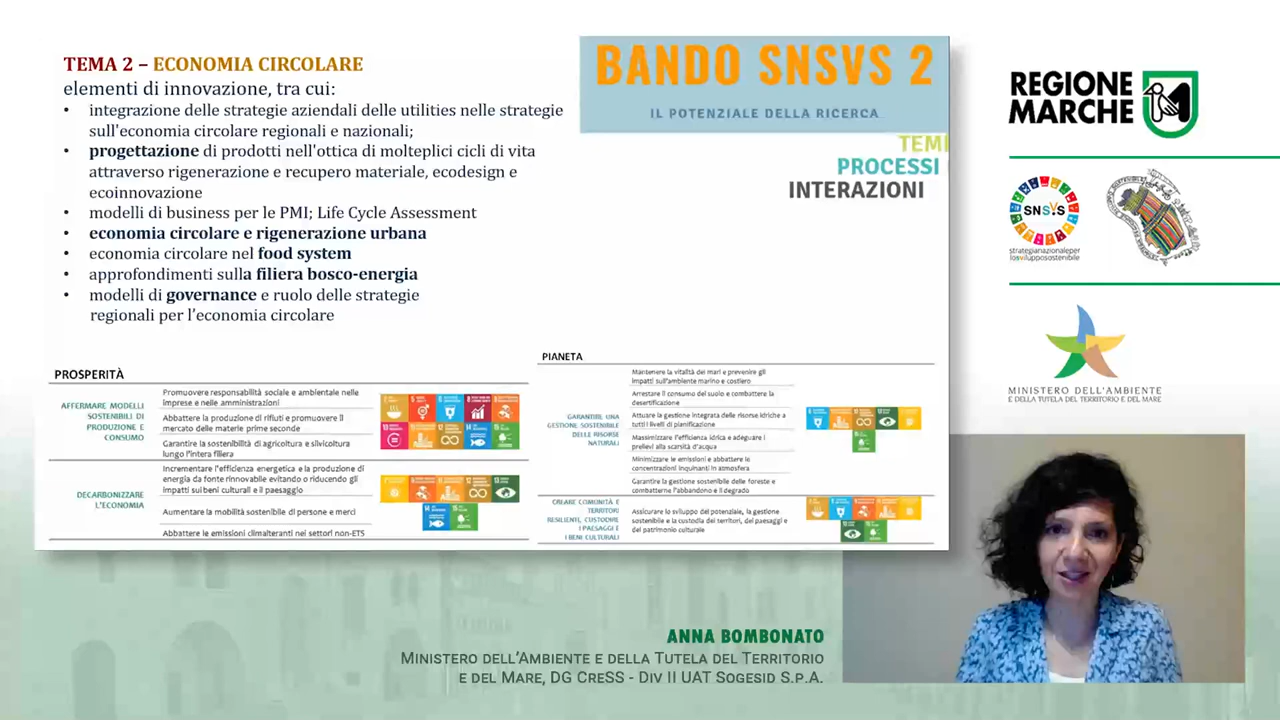 TEMA 2 – ECONOMIA CIRCOLARE
elementi di innovazione, tra cui:
• integrazione delle strategie aziendali delle utilities nelle strategie
sull'economia circolare regionali e nazionali;
• progettazione di prodotti nell'ottica di molteplici cicli di vita
attraverso rigenerazione e recupero materiale, ecodesign e
ecoinnovazione
• modelli di business per le PMI; Life Cycle Assessment
• economia circolare e rigenerazione urbana
• economia circolare nel food system
• approfondimenti sulla filiera bosco-energia
• modelli di governance e ruolo delle strategie
regionali per l'economia circolare
BANDO SNSVS 2
IL POTENZIALE DELLA RICERCA
TEMI
PROCESSI
INTERAZIONI
PROSPERITÀ
AFFERMARE MODELLI
SOSTENIBILI DI
PRODUZIONE E
CONSUMO
Promuovere responsabilità sociale e ambientale nelle
imprese e nelle amministrazioni
Abbattere la produzione di rifiuti e promuovere il
mercato delle materie prime seconde
Garantire la sostenibilità di agricoltura e silvicoltura
lungo l'intera filiera
DECARBONIZZARE
L'ECONOMIA
Incrementare l'efficienza energetica e la produzione di
energia da fonte rinnovabile evitando o riducendo gli
impatti sui beni culturali e il paesaggio
Aumentare la mobilità sostenibile di persone e merci
Abbattere le emissioni climalteranti nei settori non-ETS
PIANETA
GARANTIRE UNA
GESTIONE SOSTENIBILE
DELLE RISORSE
NATURALI
Mantenere la vitalità dei mari e prevenire gli
impatti sull'ambiente marino e costiero
Arrestare il consumo del suolo e combattere la
desertificazione
Attuare la gestione integrata delle risorse idriche a
tutti i livelli di pianificazione
Massimizzare l'efficienza idrica e adeguare i
prelievi alla scarsità d'acqua
Minimizzare le emissioni e abbattere le
concentrazioni inquinanti in atmosfera
Garantire la gestione sostenibile delle foreste e
combatterne l'abbandono e il degrado
CREARE COMUNITÀ E
TERRITORI
RESILIENTI, CUSTODIRE
I PAESAGGI E
I BENI CULTURALI
Assicurare lo sviluppo del potenziale, la gestione
sostenibile e la custodia dei territori, dei paesaggi e
del patrimonio culturale
REGIONE
MARCHE
SNSVS
strategianazionaleper
losvilupposostenibile
MINISTERO DELL'AMBIENTE
E DELLA TUTELA DEL TERRITORIO E DEL MARE
ANNA BOMBONATO
MINISTERO DELL'AMBIENTE E DELLA TUTELA DEL TERRITORIO
E DEL MARE, DG CRESS - DIV II UAT SOGESID S.P.A.